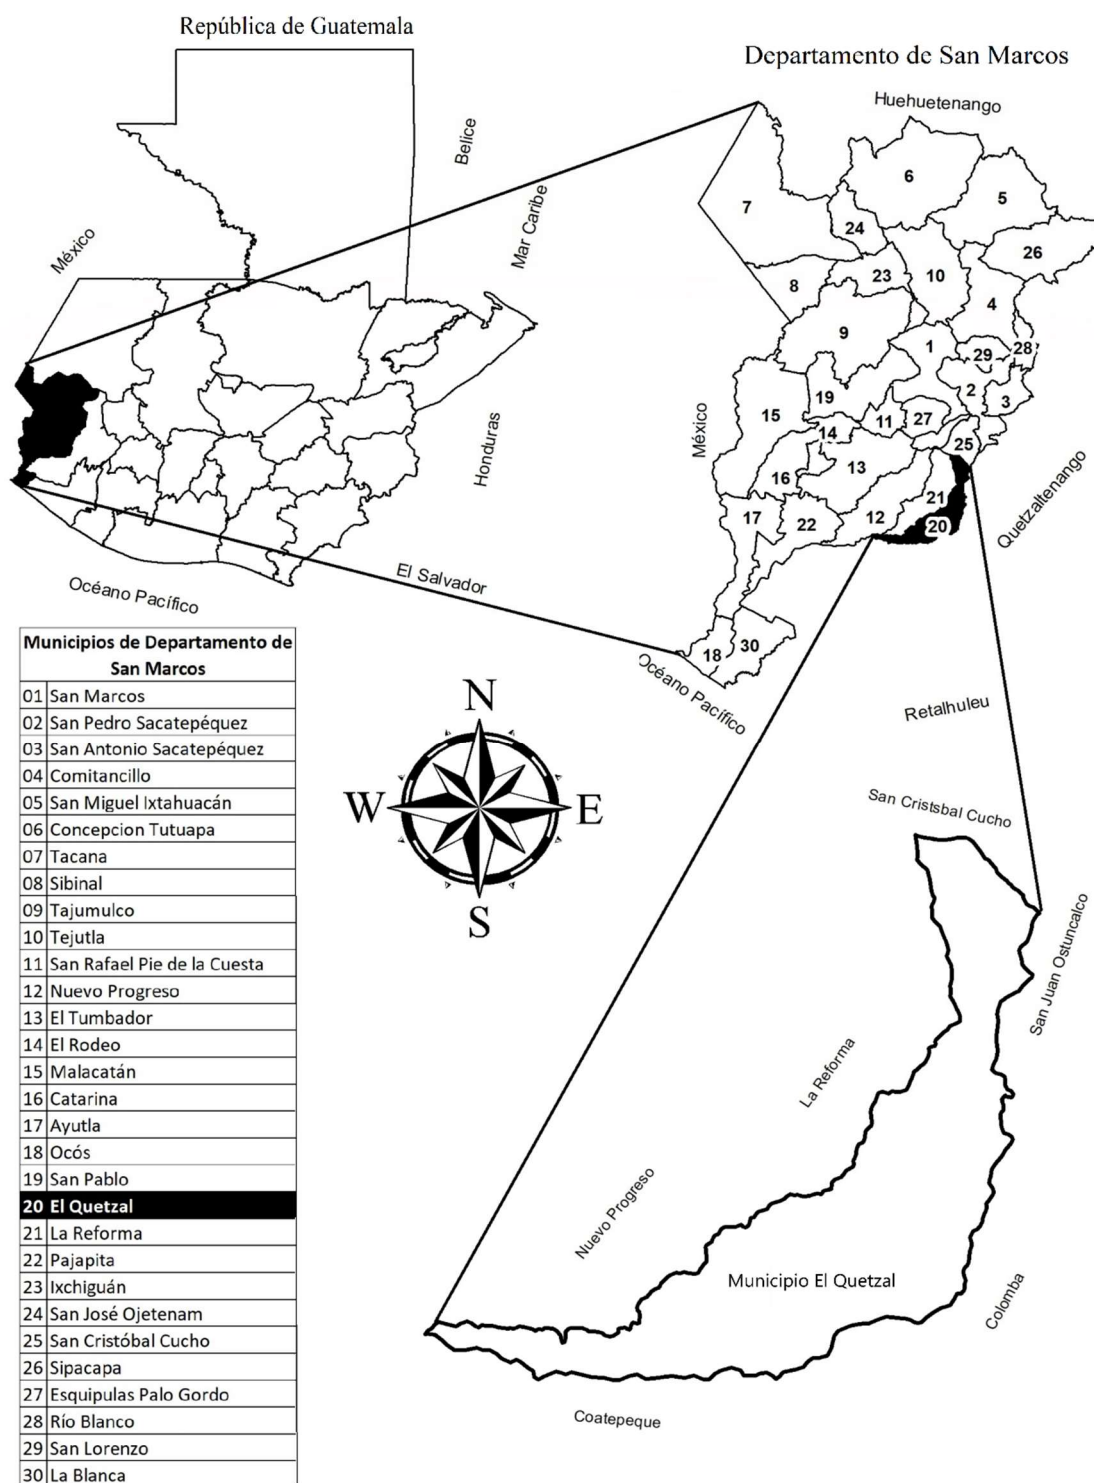 República de Guatemala
Departamento de San Marcos
Huehuetenango
Belice
Mar Caribe
México
Honduras
El Salvador
Océano Pacífico
6
5
7
24
26
23
10
8
4
9
1
28
29
2
3
19
15
11
27
14
25
13
16
21
17
22
12
20
18
30
México
Quetzaltenango
Océano Pacífico
Retalhuleu
Municipios de Departamento de
San Marcos
01 San Marcos
02 San Pedro Sacatepéquez
03 San Antonio Sacatepéquez
04 Comitancillo
05 San Miguel Ixtahuacán
06 Concepcion Tutuapa
07 Tacana
08 Sibinal
09 Tajumulco
10 Tejutla
11 San Rafael Pie de la Cuesta
12 Nuevo Progreso
13 El Tumbador
14 El Rodeo
15 Malacatán
16 Catarina
17 Ayutla
18 Ocós
19 San Pablo
20 El Quetzal
21 La Reforma
22 Pajapita
23 Ixchiguán
24 San José Ojetenam
25 San Cristóbal Cucho
26 Sipacapa
27 Esquipulas Palo Gordo
28 Río Blanco
29 San Lorenzo
30 La Blanca
N
W
E
S
San Cristsbal Cucho
San Juan Ostuncalco
La Reforma
Nuevo Progreso
Municipio El Quetzal
Colomba
Coatepeque